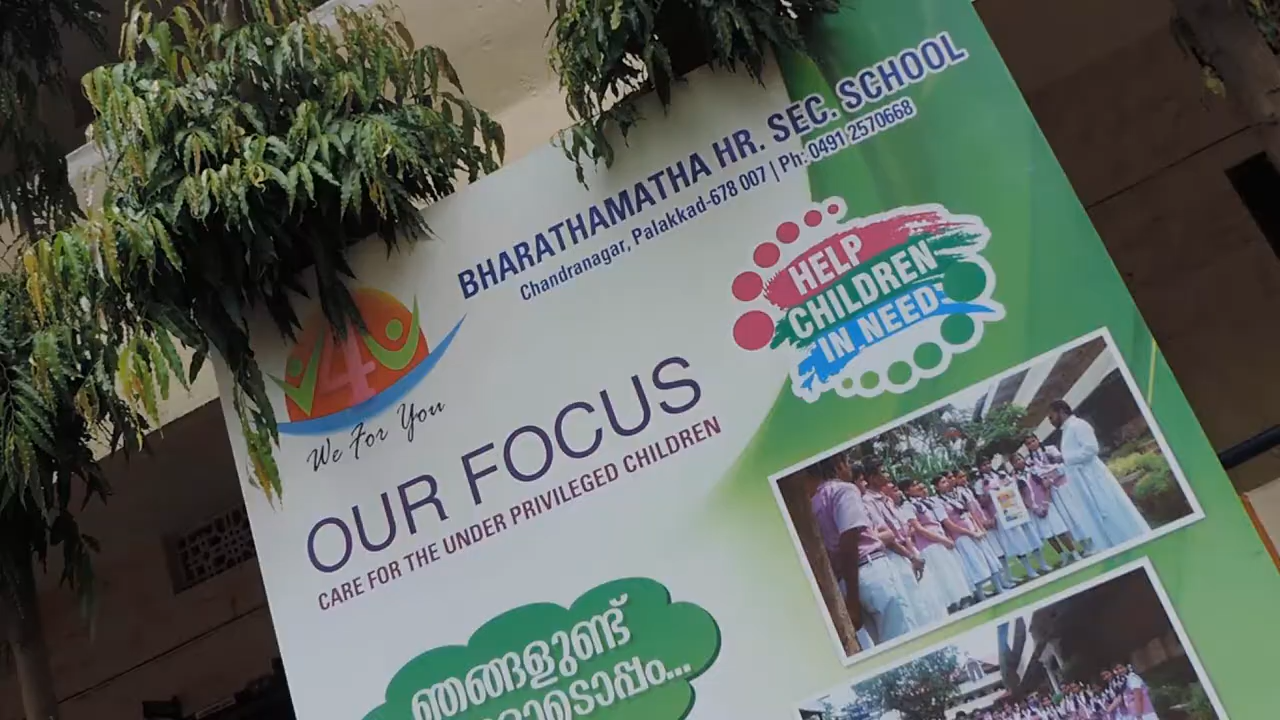 BHARATHAMATHA HR. SEC. SCHOOL
Chandranagar, Palakkad-678 007 | Ph: 0491 2570668
HELP
CHILDREN
IN NEED
4
We For You
OUR FOCUS
CARE FOR THE UNDER PRIVILEGED CHILDREN
ഞങ്ങളുണ്ട്